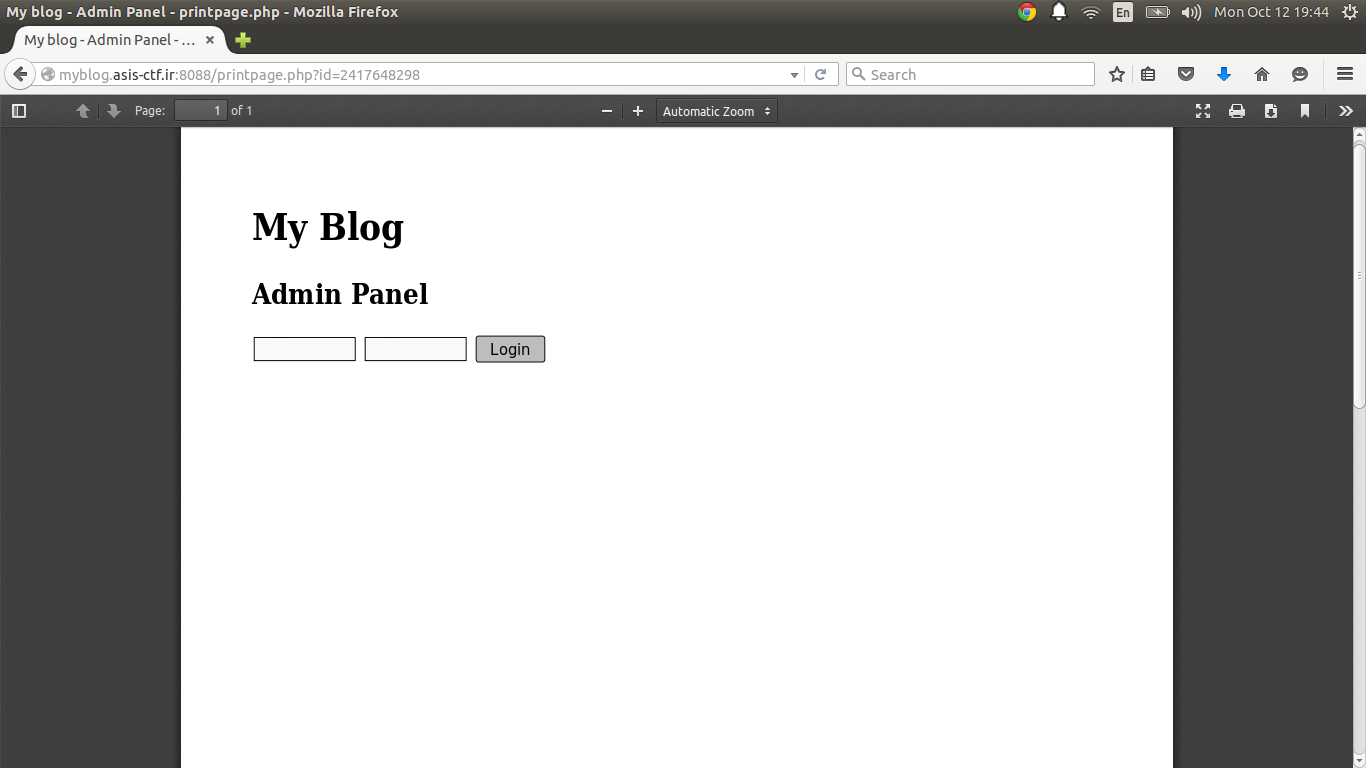 My blog - Admin Panel - printpage.php - Mozilla Firefox
En
Mon Oct 12 19:44
My blog - Admin Panel - ...
myblog.asis-ctf.ir:8088/printpage.php?id=2417648298
Search
Page: 1 of 1
Automatic Zoom
My Blog
Admin Panel
Login